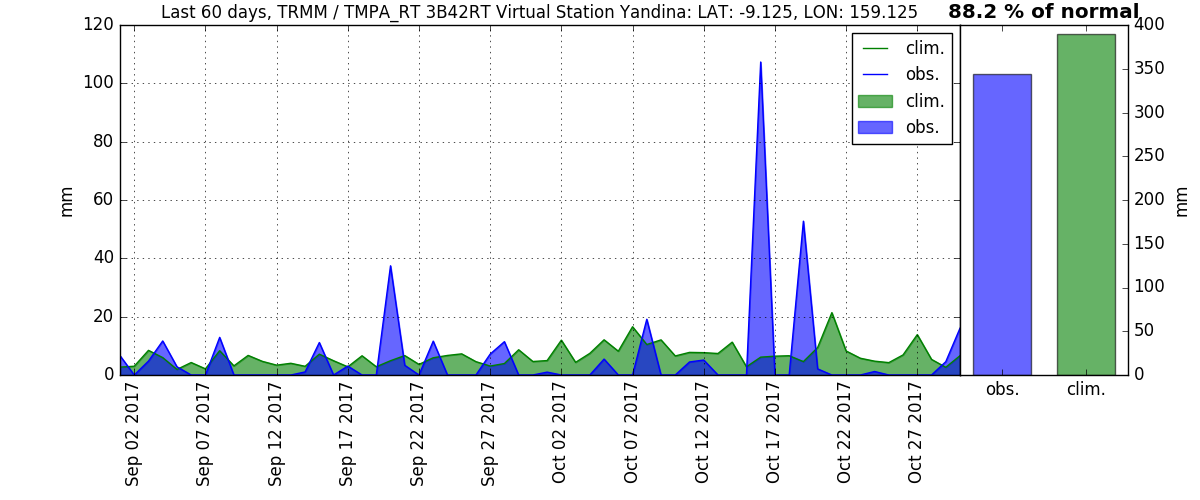 Last 60 days, TRMM / TMPA_RT 3B42RT Virtual Station Yandina: LAT: -9.125, LON: 159.125
88.2 % of normal
120
100
80
60
40
20
0
mm
clim.
obs.
clim.
obs.
400
350
300
250
200
150
100
50
0
mm
Sep 02 2017
Sep 07 2017
Sep 12 2017
Sep 17 2017
Sep 22 2017
Sep 27 2017
Oct 02 2017
Oct 07 2017
Oct 12 2017
Oct 17 2017
Oct 22 2017
Oct 27 2017
obs.
clim.